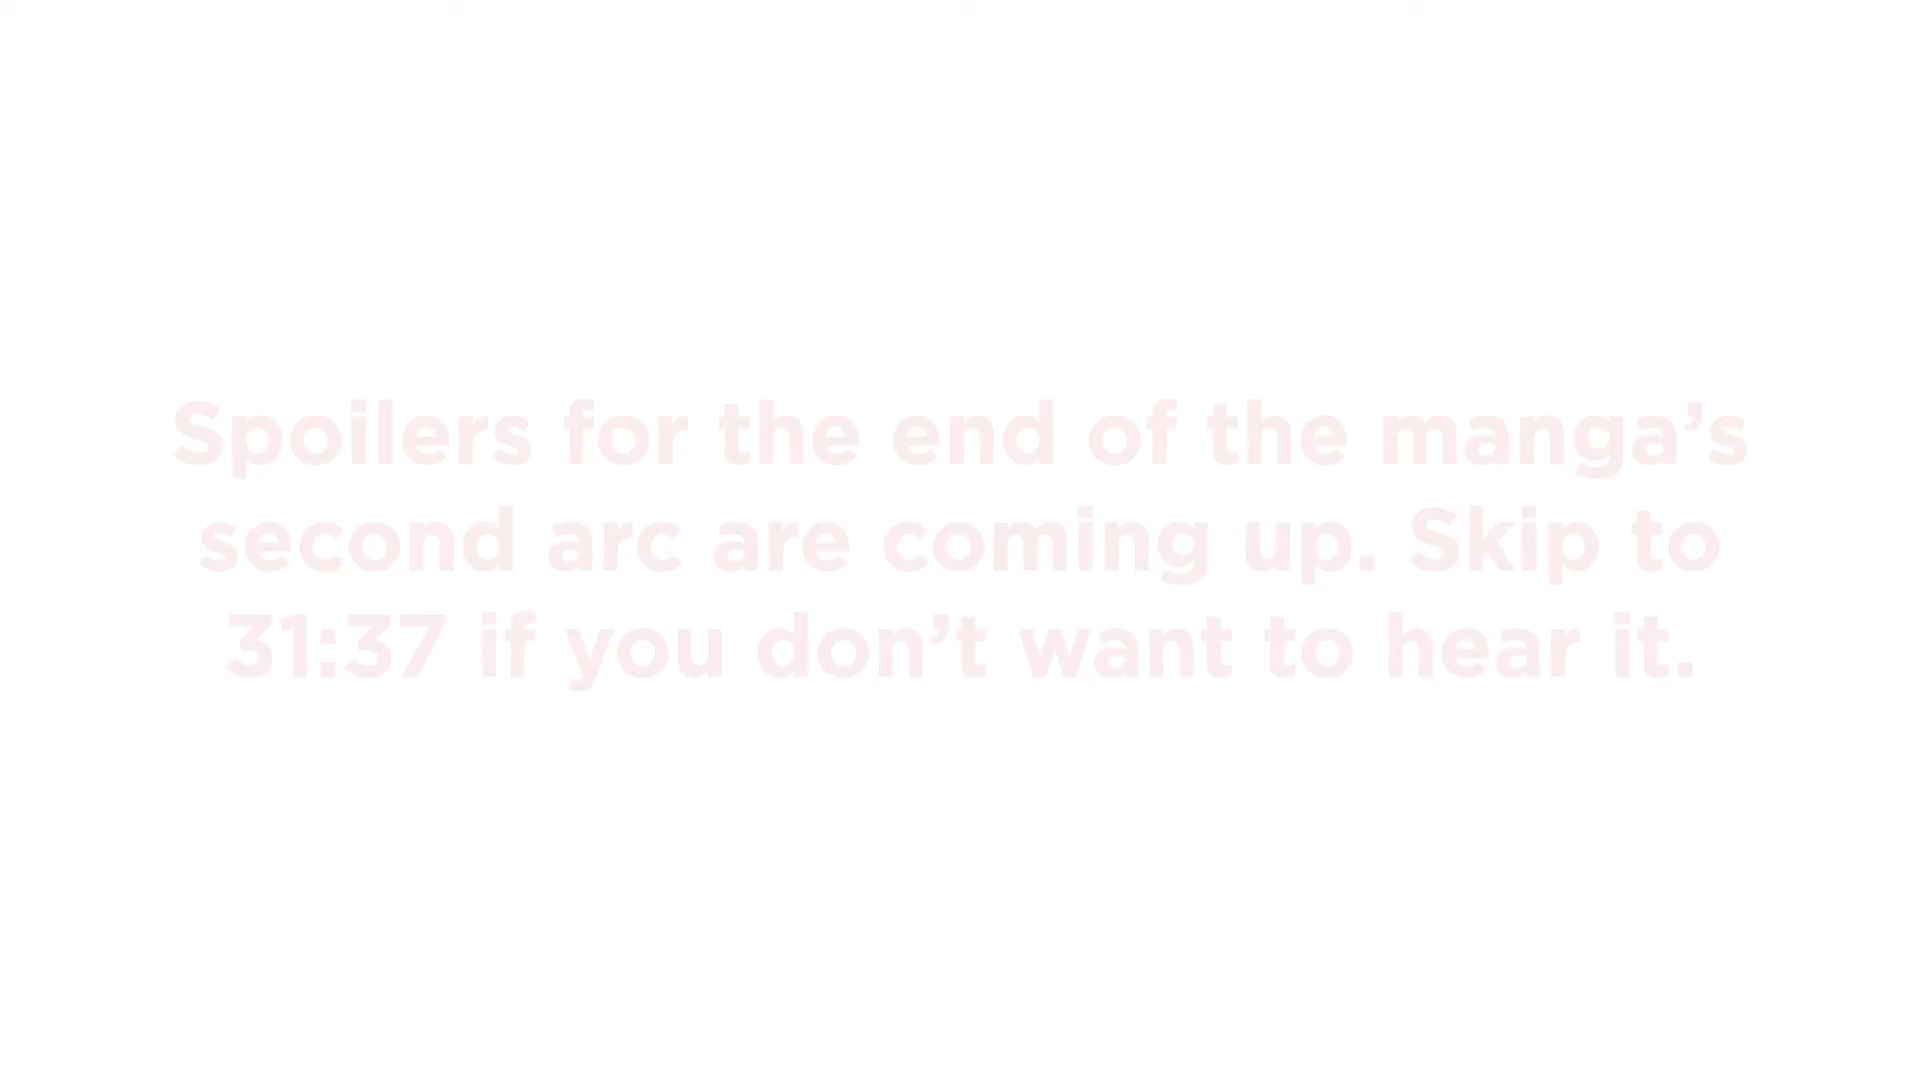 Spoilers for the end of the manga’s
second arc are coming up. Skip to
31:37 if you don’t want to hear it.